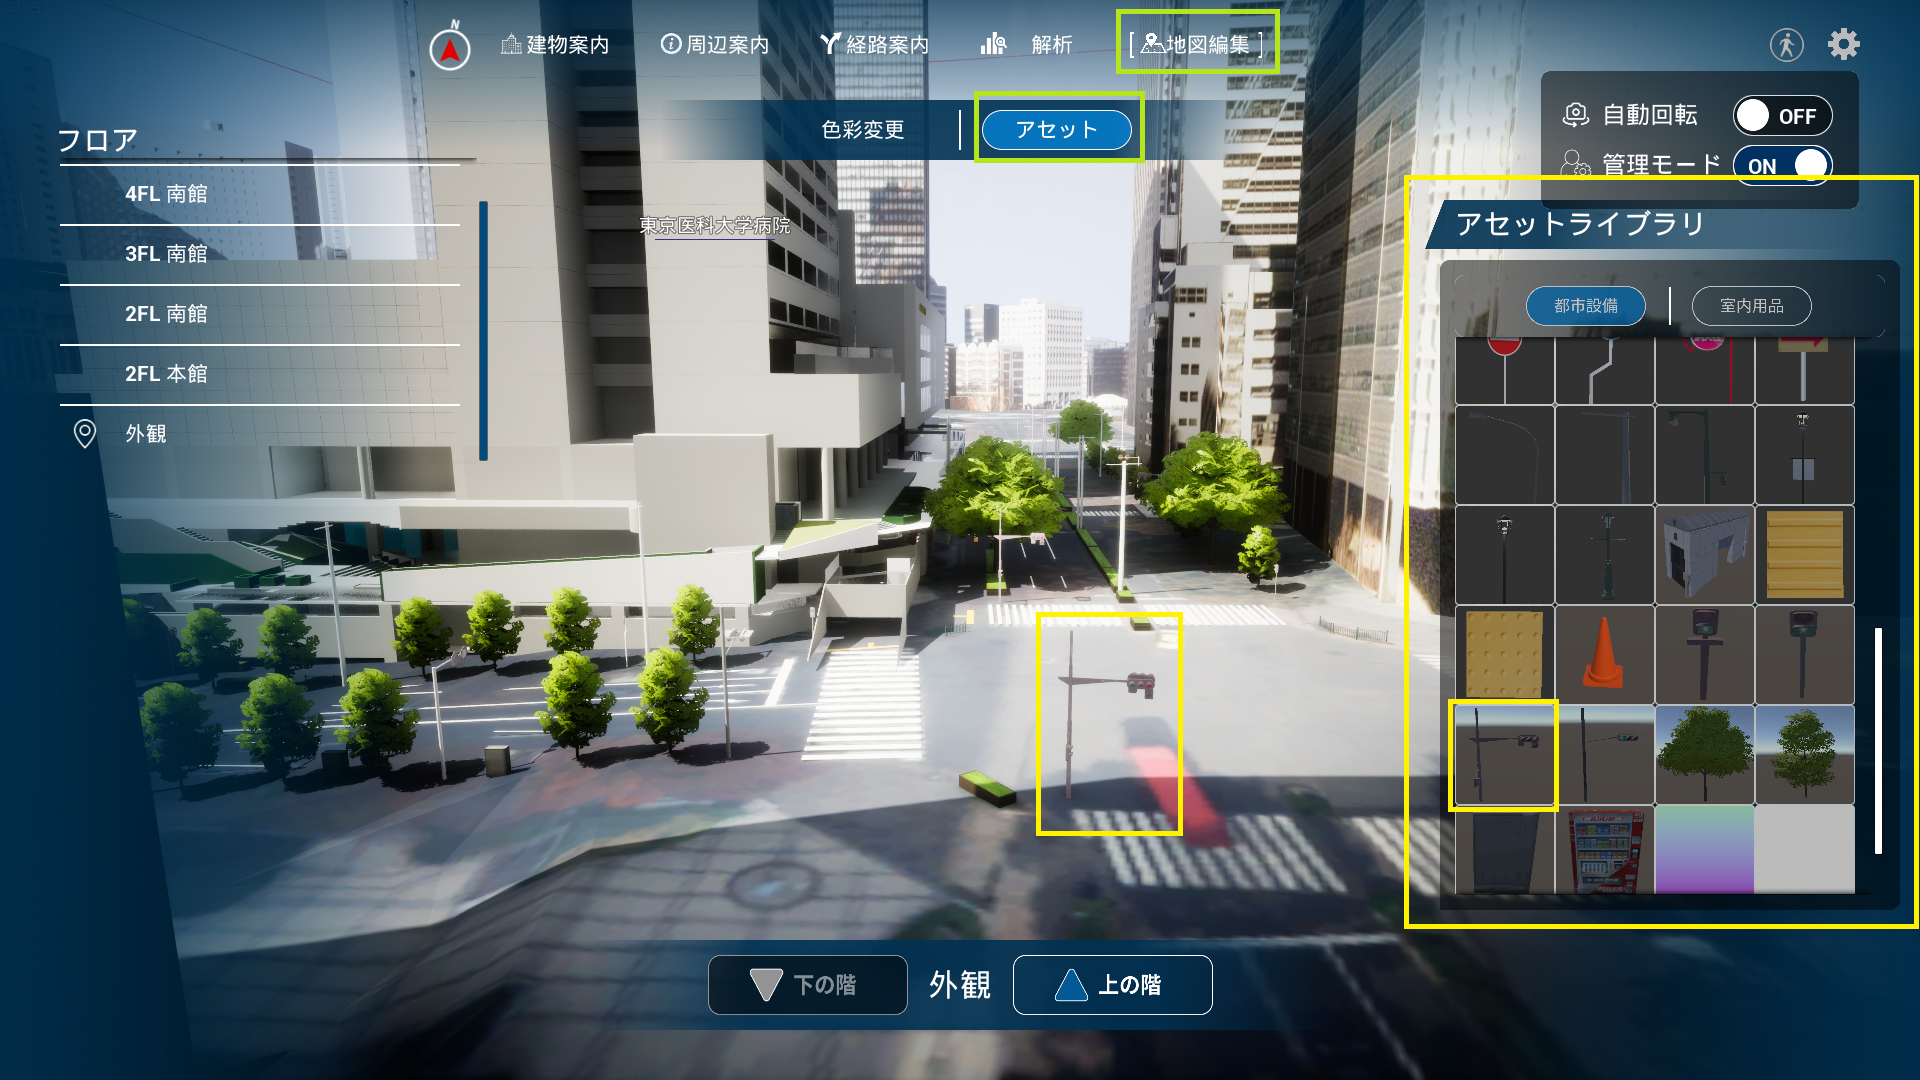 N
建物案内
周辺案内
経路案内
解析
[地図編集]
色彩変更
アセット
自動回転
OFF
管理モード
ON
フロア
4FL 南館
3FL 南館
2FL 南館
2FL 本館
外観
東京医科大学病院
アセットライブラリ
都市設備
室内用品
下の階
外観
上の階